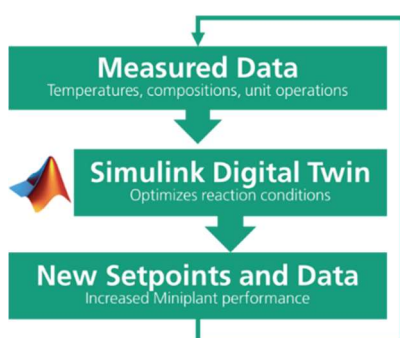 Measured Data
Temperatures, compositions, unit operations
Simulink Digital Twin
Optimizes reaction conditions
New Setpoints and Data
Increased Miniplant performance